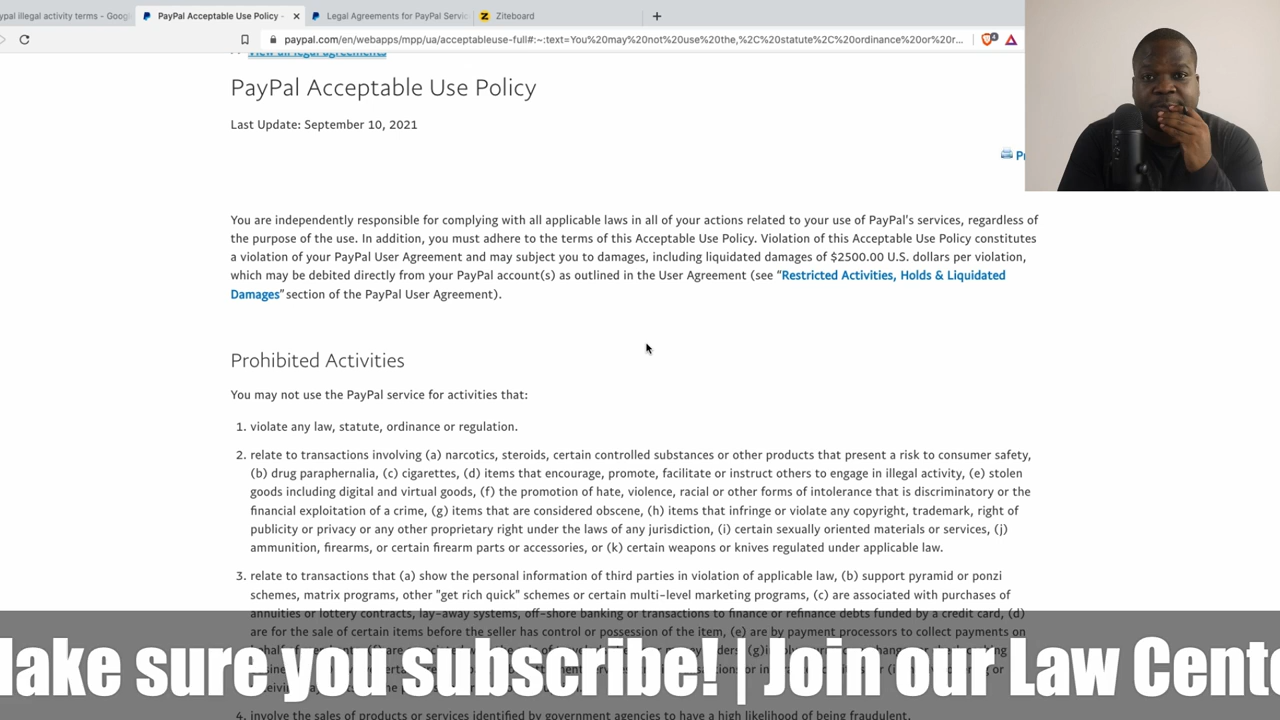 ypal illegal activity terms - Goog
PayPal Acceptable Use Policy -
Legal Agreements for PayPal Servic
Ziteboard
paypal.com/en/webapps/mpp/ua/acceptableuse-full#:~:text=You%20may%20not%20use%20the,%2C%20statute%2C%20ordinance%20or%20r...
View all legal agreements
PayPal Acceptable Use Policy
Last Update: September 10, 2021
You are independently responsible for complying with all applicable laws in all of your actions related to your use of PayPal's services, regardless of
the purpose of the use. In addition, you must adhere to the terms of this Acceptable Use Policy. Violation of this Acceptable Use Policy constitutes
a violation of your PayPal User Agreement and may subject you to damages, including liquidated damages of $2500.00 U.S. dollars per violation,
which may be debited directly from your PayPal account(s) as outlined in the User Agreement (see "Restricted Activities, Holds & Liquidated
Damages" section of the PayPal User Agreement).
Prohibited Activities
You may not use the PayPal service for activities that:
1. violate any law, statute, ordinance or regulation.
2. relate to transactions involving (a) narcotics, steroids, certain controlled substances or other products that present a risk to consumer safety,
(b) drug paraphernalia, (c) cigarettes, (d) items that encourage, promote, facilitate or instruct others to engage in illegal activity, (e) stolen
goods including digital and virtual goods, (f) the promotion of hate, violence, racial or other forms of intolerance that is discriminatory or the
financial exploitation of a crime, (g) items that are considered obscene, (h) items that infringe or violate any copyright, trademark, right of
publicity or privacy or any other proprietary right under the laws of any jurisdiction, (i) certain sexually oriented materials or services, (j)
ammunition, firearms, or certain firearm parts or accessories, or (k) certain weapons or knives regulated under applicable law.
3. relate to transactions that (a) show the personal information of third parties in violation of applicable law, (b) support pyramid or ponzi
schemes, matrix programs, other "get rich quick" schemes or certain multi-level marketing programs, (c) are associated with purchases of
annuities or lottery contracts, lay-away systems, off-shore banking or transactions to finance or refinance debts funded by a credit card, (d)
are for the sale of certain items before the seller has control or possession of the item, (e) are by payment processors to collect payments on
Make sure you subscribe! | Join our Law Cente
4. involve the sales of products or services identified by government agencies to have a high likelihood of being fraudulent.